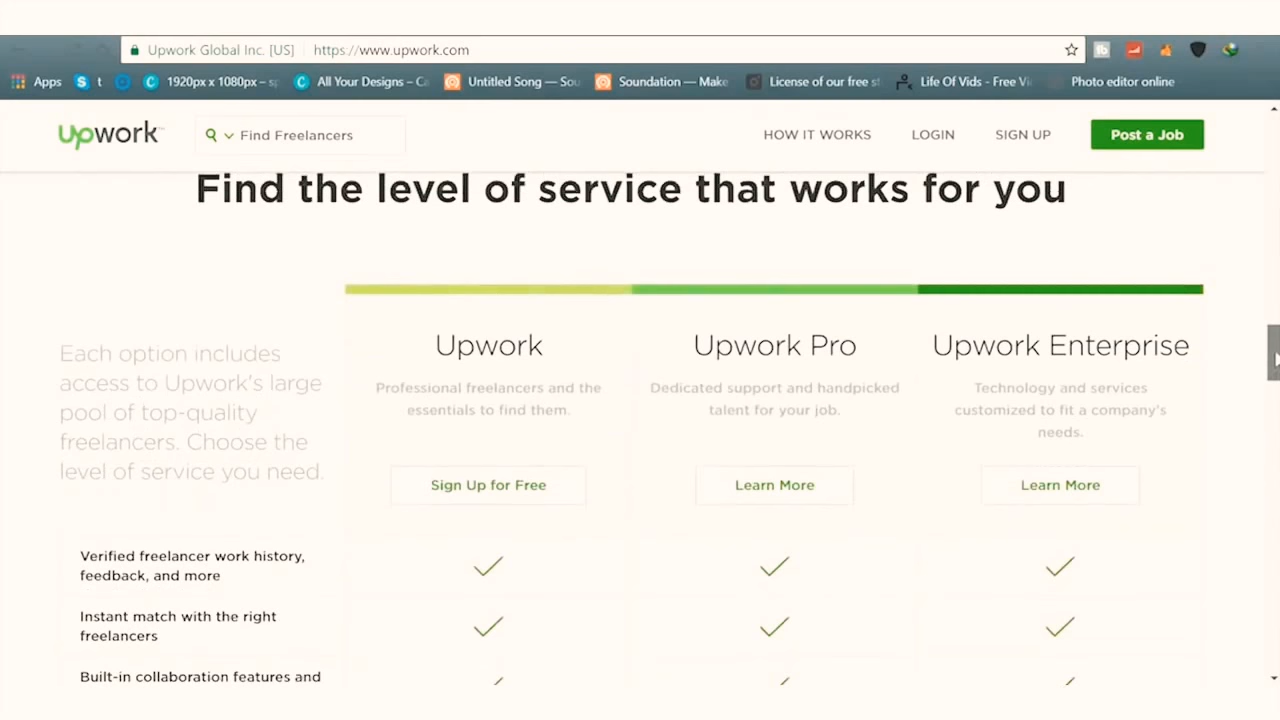 Upwork Global Inc. [US] https://www.upwork.com
Apps t 1920px x 1080px – sp All Your Designs – Ca Untitled Song – Sou Soundation – Make License of our free st Life Of Vids - Free Vi Photo editor online
upwork Find Freelancers HOW IT WORKS LOGIN SIGN UP Post a Job
Find the level of service that works for you
Each option includes
access to Upwork's large
pool of top-quality
freelancers. Choose the
level of service you need.
Upwork
Professional freelancers and the
essentials to find them.
Sign Up for Free
Upwork Pro
Dedicated support and handpicked
talent for your job.
Learn More
Upwork Enterprise
Technology and services
customized to fit a company's
needs.
Learn More
Verified freelancer work history,
feedback, and more
Instant match with the right
freelancers
Built-in collaboration features and